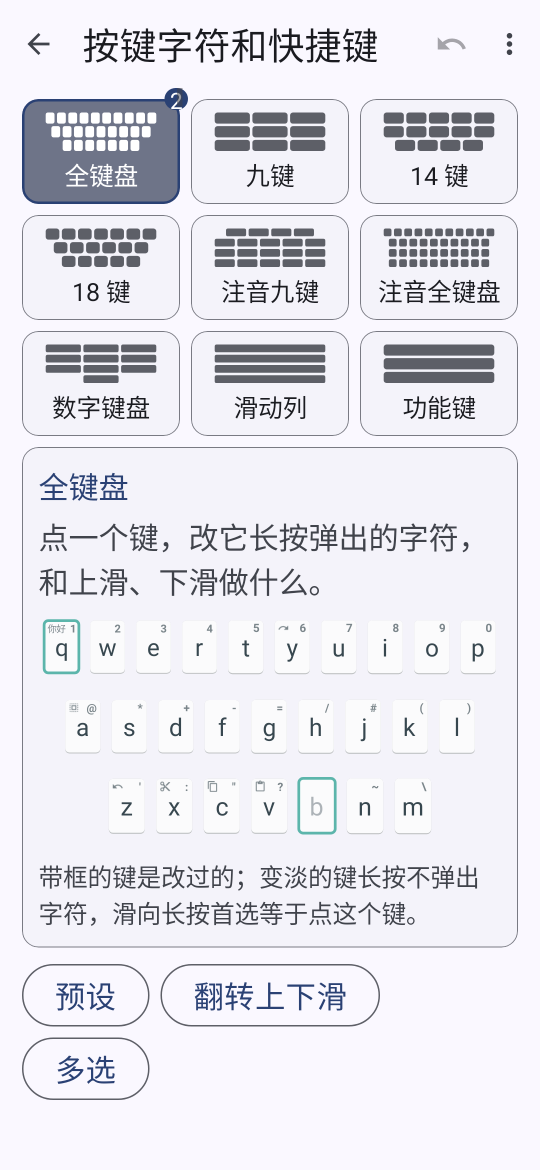 按键字符和快捷键
2
全键盘
九键
14 键
18 键
注音九键
注音全键盘
数字键盘
滑动列
功能键
全键盘
点一个键，改它长按弹出的字符，
和上滑、下滑做什么。
你好 1 2 3 4 5 6 7 8 9 0
q w e r t y u i o p
@ * + - = / # ( )
a s d f g h j k l
' : " ? ~ \
z x c v b n m
带框的键是改过的；变淡的键长按不弹出
字符，滑向长按首选等于点这个键。
预设
翻转上下滑
多选